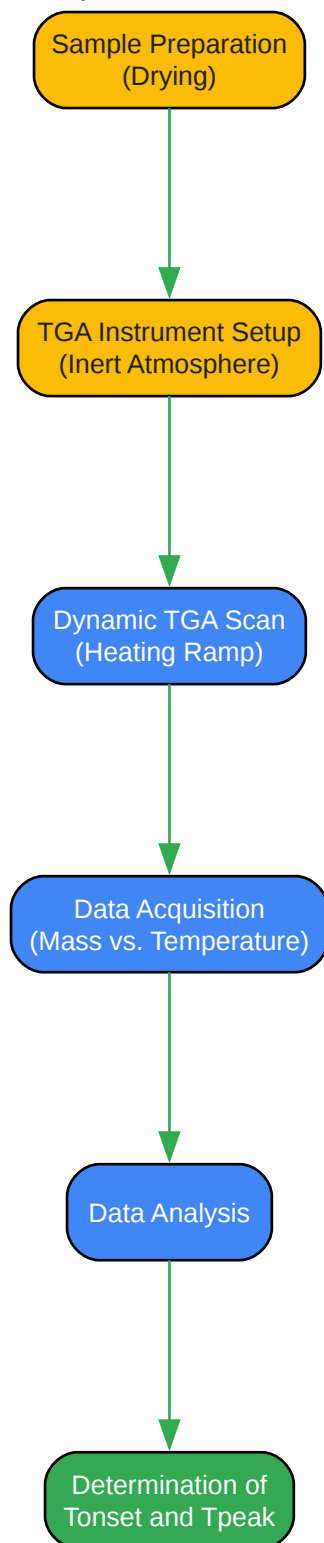 Sample Preparation
(Drying)
TGA Instrument Setup
(Inert Atmosphere)
Dynamic TGA Scan
(Heating Ramp)
Data Acquisition
(Mass vs. Temperature)
Data Analysis
Determination of
Tonset and Tpeak